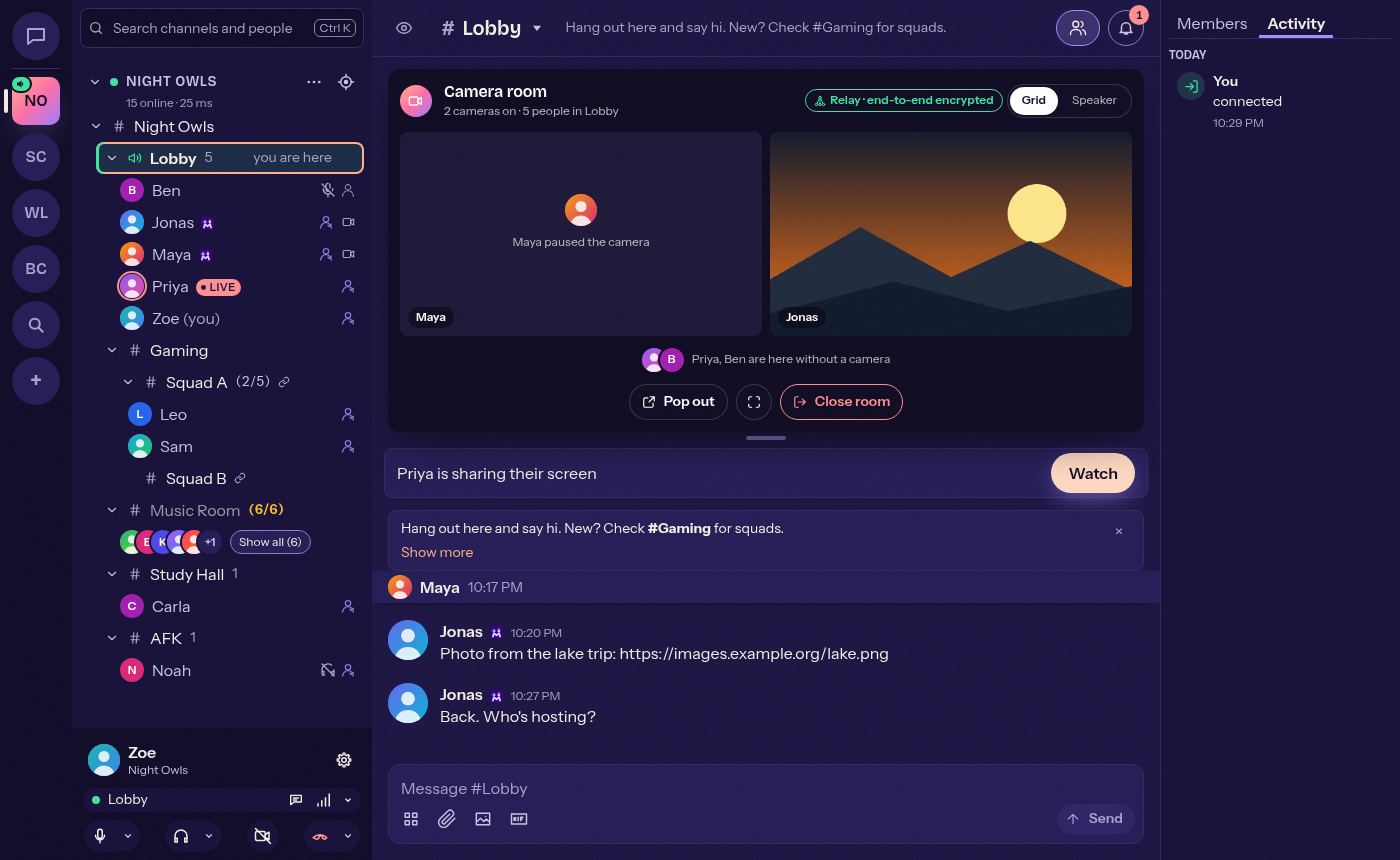 Search channels and people
Ctrl K
NO
SC
WL
BC
+
NIGHT OWLS
15 online · 25 ms
# Night Owls
Lobby 5 you are here
B Ben
Jonas
Maya
Priya LIVE
Zoe (you)
# Gaming
# Squad A (2/5)
L Leo
Sam
# Squad B
# Music Room (6/6)
+1 Show all (6)
# Study Hall 1
C Carla
# AFK 1
N Noah
Zoe
Night Owls
Lobby
# Lobby
Hang out here and say hi. New? Check #Gaming for squads.
1
Camera room
2 cameras on · 5 people in Lobby
Relay · end-to-end encrypted
Grid
Speaker
Maya paused the camera
Maya
Jonas
B Priya, Ben are here without a camera
Pop out
Close room
Priya is sharing their screen
Watch
Hang out here and say hi. New? Check #Gaming for squads.
×
Show more
Maya 10:17 PM
Jonas 10:20 PM
Photo from the lake trip: https://images.example.org/lake.png
Jonas 10:27 PM
Back. Who's hosting?
Message #Lobby
GIF
Send
Members
Activity
TODAY
You
connected
10:29 PM